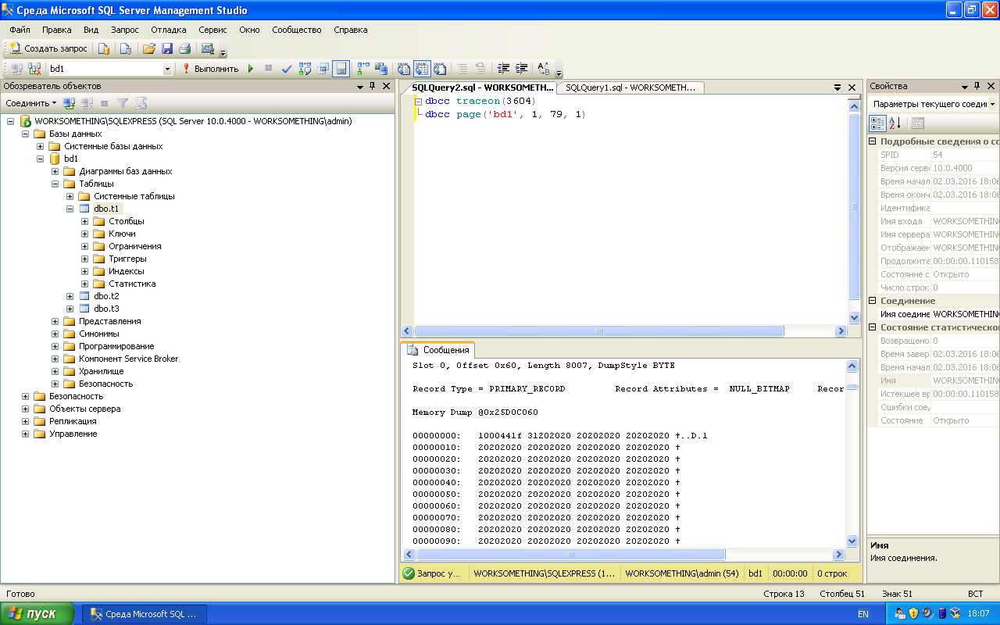 Среда Microsoft SQL Server Management Studio
Файл Правка Вид Запрос Отладка Сервис Окно Сообщество Справка
Создать запрос
bd1 Выполнить
Обозреватель объектов
Соединить
WORKSOMETHING\SQLEXPRESS (SQL Server 10.0.4000 - WORKSOMETHING\admin)
Базы данных
Системные базы данных
bd1
Диаграммы баз данных
Таблицы
Системные таблицы
dbo.t1
Столбцы
Ключи
Ограничения
Триггеры
Индексы
Статистика
dbo.t2
dbo.t3
Представления
Синонимы
Программирование
Компонент Service Broker
Хранилище
Безопасность
Безопасность
Объекты сервера
Репликация
Управление
SQLQuery2.sql - WORKSOMETH... SQLQuery1.sql - WORKSOMETH...
dbcc traceon(3604)
dbcc page('bd1', 1, 79, 1)
Сообщения
Slot 0, Offset 0x60, Length 8007, DumpStyle BYTE
Record Type = PRIMARY_RECORD Record Attributes = NULL_BITMAP Recor
Memory Dump @0x25D0C060
00000000: 1000441f 31202020 20202020 20202020 †..D.1
00000010: 20202020 20202020 20202020 20202020 †
00000020: 20202020 20202020 20202020 20202020 †
00000030: 20202020 20202020 20202020 20202020 †
00000040: 20202020 20202020 20202020 20202020 †
00000050: 20202020 20202020 20202020 20202020 †
00000060: 20202020 20202020 20202020 20202020 †
00000070: 20202020 20202020 20202020 20202020 †
00000080: 20202020 20202020 20202020 20202020 †
00000090: 20202020 20202020 20202020 20202020 †
Запрос у... WORKSOMETHING\SQLEXPRESS (1... WORKSOMETHING\admin (54) bd1 00:00:00 0 строк
Свойства
Параметры текущего соеди
Подробные сведения о со
SPID 54
Версия серве 10.0.4000
Время начал 02.03.2016 18:06
Время оконч 02.03.2016 18:06
Идентифика
Имя входа WORKSOMETHING
Имя сервера WORKSOMETHING
Отображаем WORKSOMETHING
Продолжите 00:00:00.110158
Состояние с Открыто
Число строк 0
Соединение
Имя соедине WORKSOMETHING
Состояние статистическо
Возвращено 0
Время завер 02.03.2016 18:06
Время начал 02.03.2016 18:06
Имя WORKSOMETHING
Истекшее вр 00:00:00.110158
Ошибки сое,
Состояние Открыто
Имя
Имя соединения.
Готово Строка 13 Столбец 51 Знак 51 ВСТ
пуск Среда Microsoft SQL ... EN 18:07